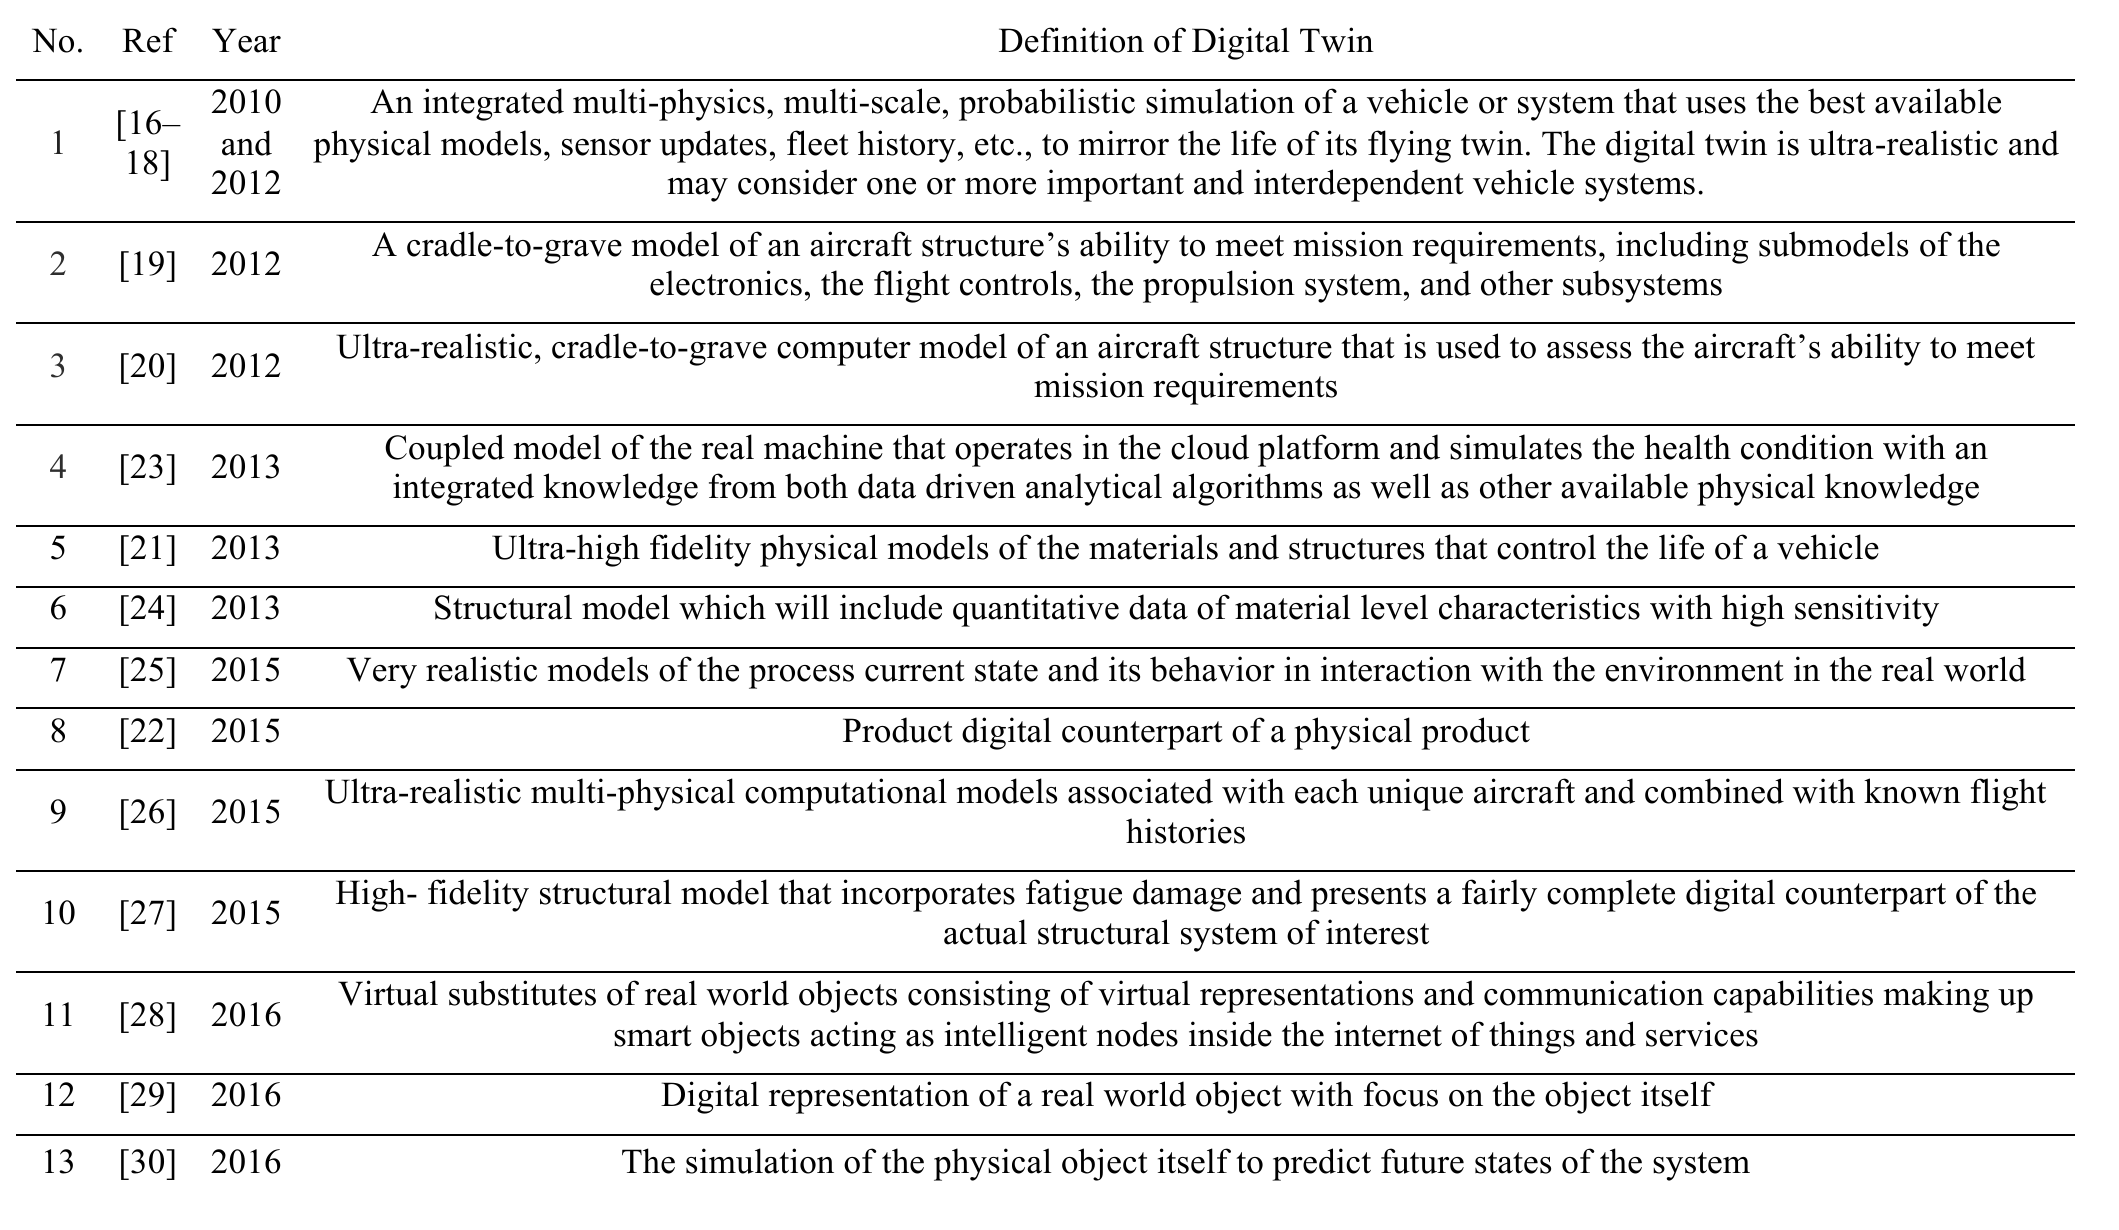 No. Ref Year Definition of Digital Twin
1 [16–18] 2010 and 2012 An integrated multi-physics, multi-scale, probabilistic simulation of a vehicle or system that uses the best available
physical models, sensor updates, fleet history, etc., to mirror the life of its flying twin. The digital twin is ultra-realistic and
may consider one or more important and interdependent vehicle systems.
2 [19] 2012 A cradle-to-grave model of an aircraft structure’s ability to meet mission requirements, including submodels of the
electronics, the flight controls, the propulsion system, and other subsystems
3 [20] 2012 Ultra-realistic, cradle-to-grave computer model of an aircraft structure that is used to assess the aircraft’s ability to meet
mission requirements
4 [23] 2013 Coupled model of the real machine that operates in the cloud platform and simulates the health condition with an
integrated knowledge from both data driven analytical algorithms as well as other available physical knowledge
5 [21] 2013 Ultra-high fidelity physical models of the materials and structures that control the life of a vehicle
6 [24] 2013 Structural model which will include quantitative data of material level characteristics with high sensitivity
7 [25] 2015 Very realistic models of the process current state and its behavior in interaction with the environment in the real world
8 [22] 2015 Product digital counterpart of a physical product
9 [26] 2015 Ultra-realistic multi-physical computational models associated with each unique aircraft and combined with known flight
histories
10 [27] 2015 High- fidelity structural model that incorporates fatigue damage and presents a fairly complete digital counterpart of the
actual structural system of interest
11 [28] 2016 Virtual substitutes of real world objects consisting of virtual representations and communication capabilities making up
smart objects acting as intelligent nodes inside the internet of things and services
12 [29] 2016 Digital representation of a real world object with focus on the object itself
13 [30] 2016 The simulation of the physical object itself to predict future states of the system